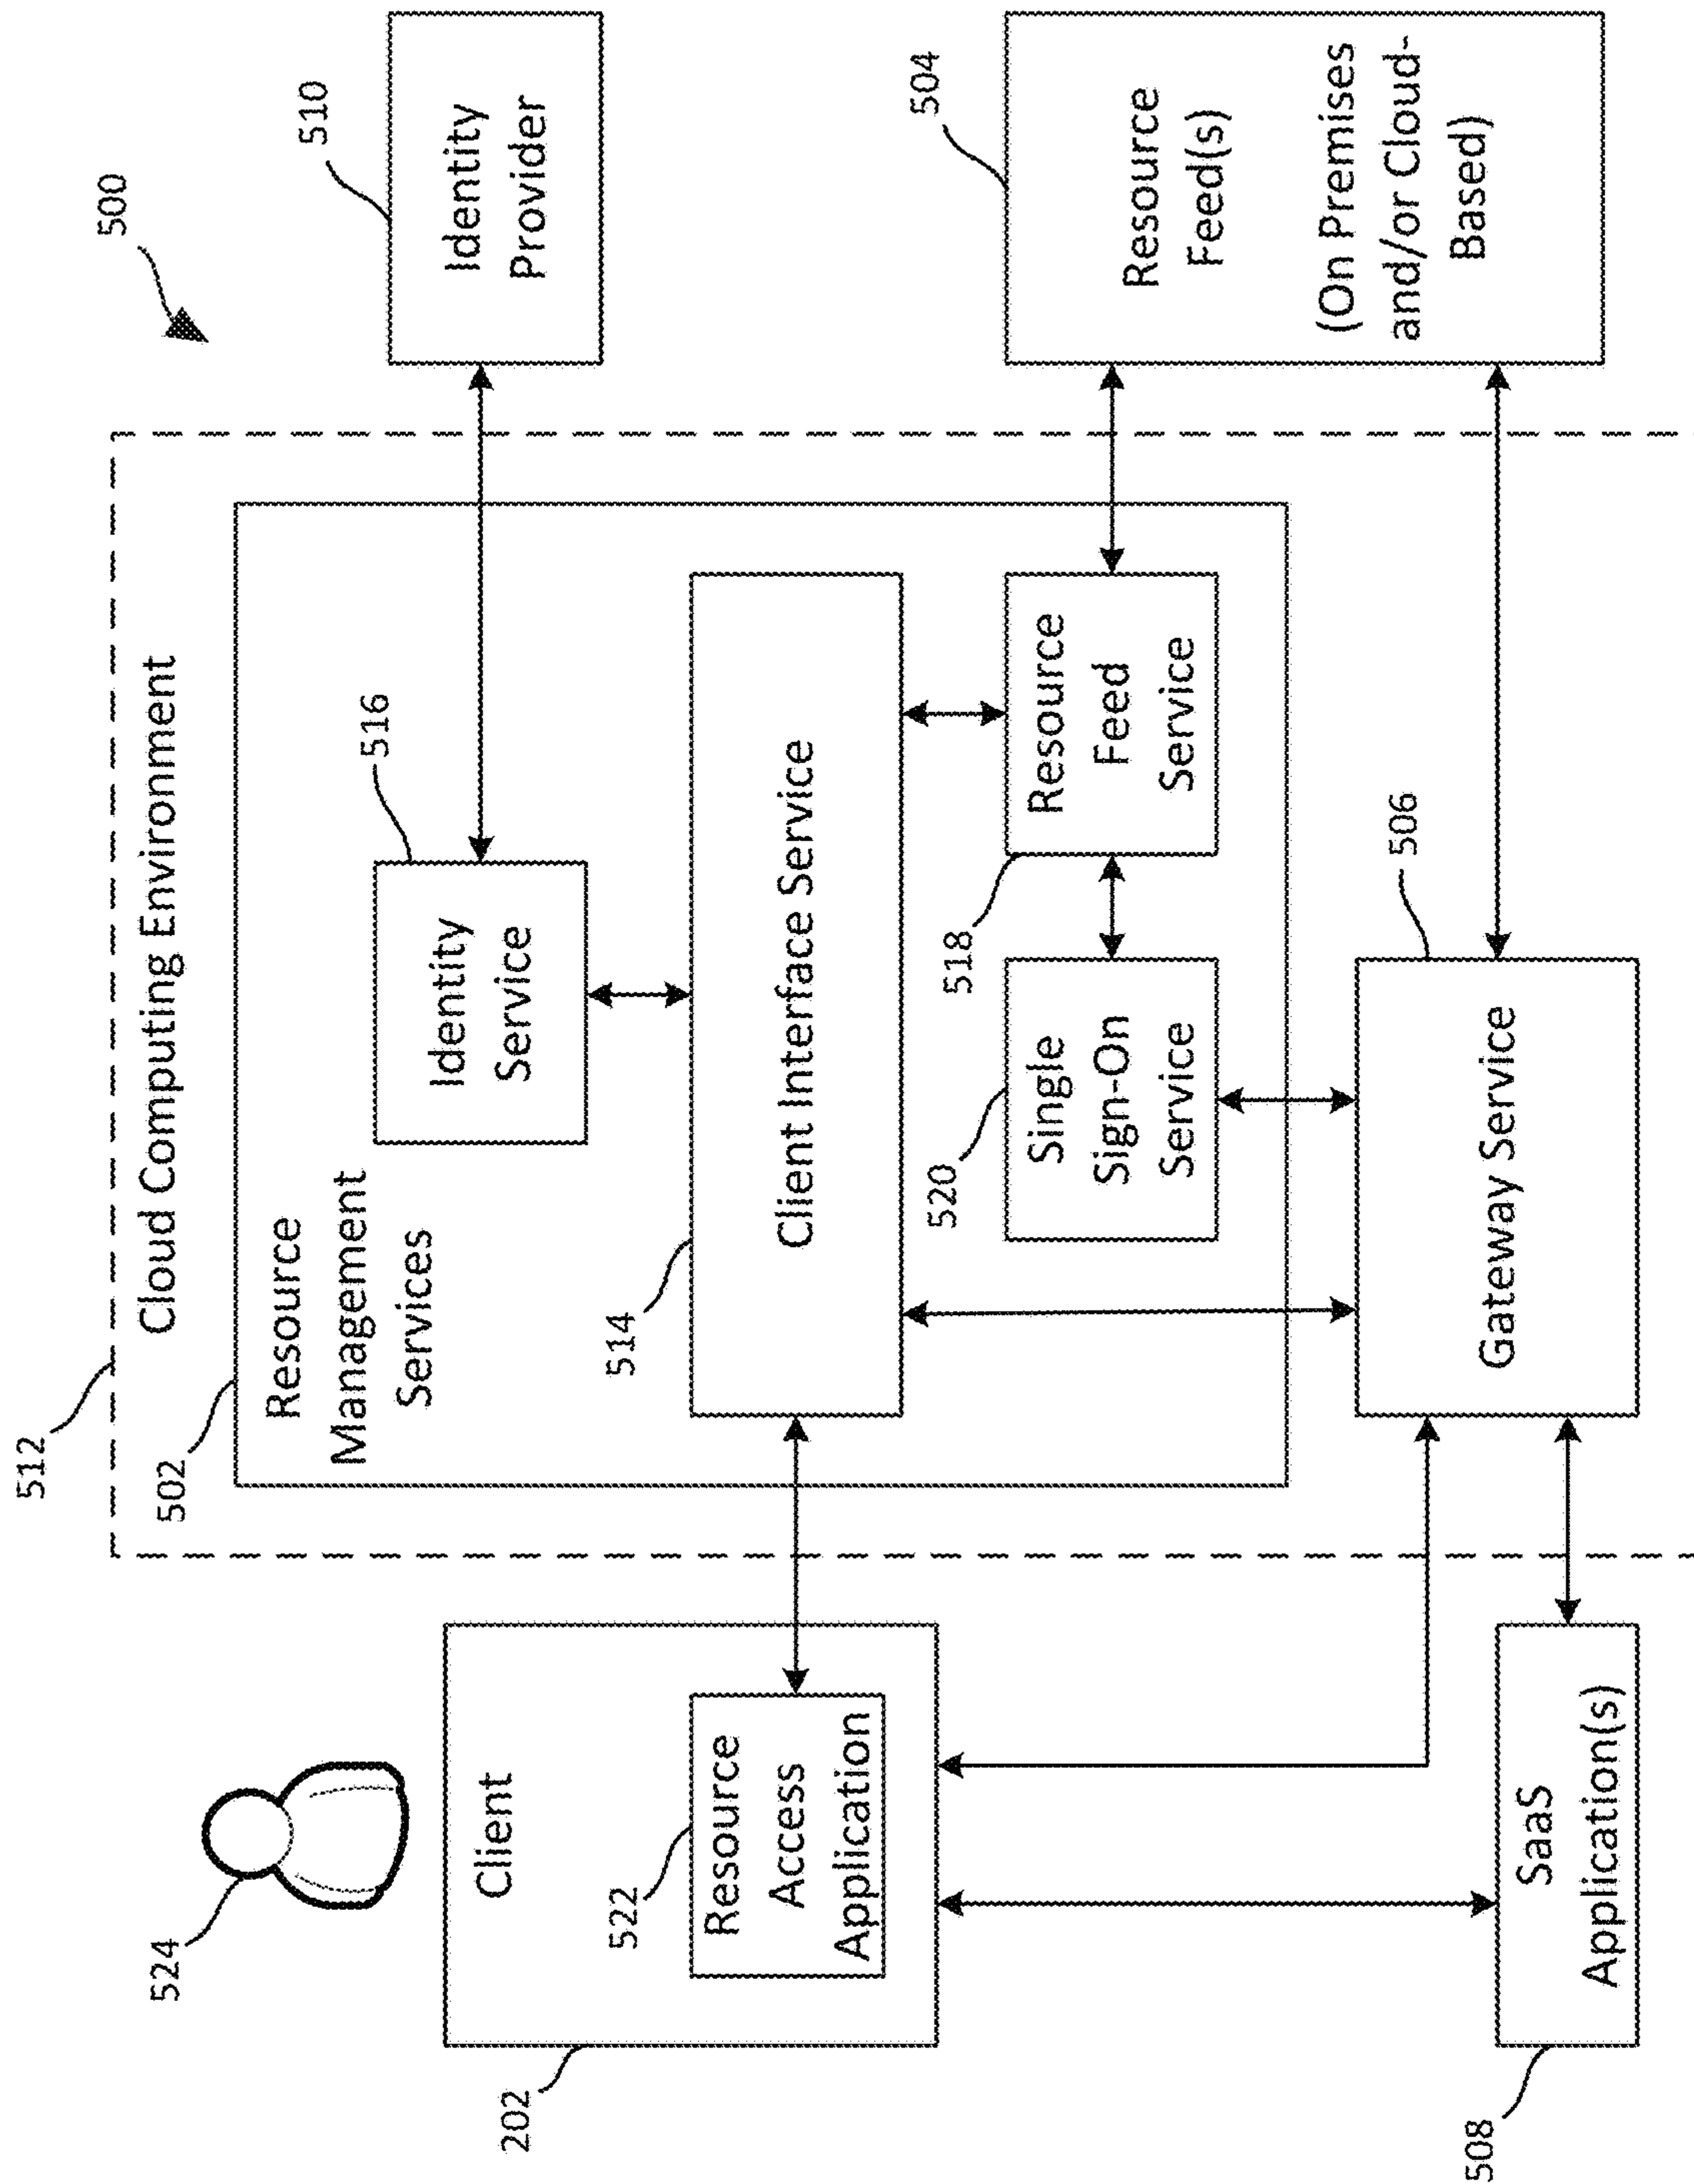 500
512
Cloud Computing Environment
502
Resource
Management
Services
524
202
Client
522
Resource
Access
Application
516
Identity
Service
510
Identity
Provider
514
Client Interface Service
520
Single
Sign-On
Service
518
Resource
Feed
Service
504
Resource
Feed(s)
(On Premises
and/or Cloud-
Based)
506
Gateway Service
508
SaaS
Application(s)